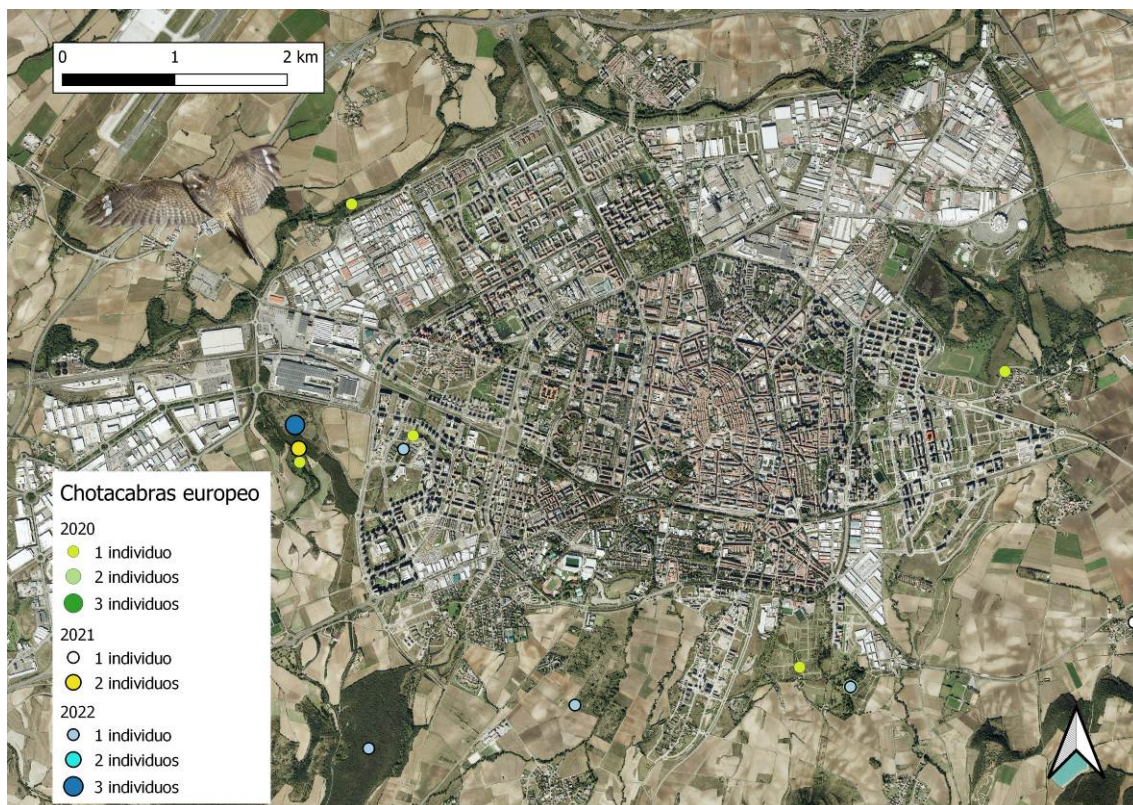 0 1 2 km
Chotacabras europeo
2020
1 individuo
2 individuos
3 individuos
2021
1 individuo
2 individuos
2022
1 individuo
2 individuos
3 individuos